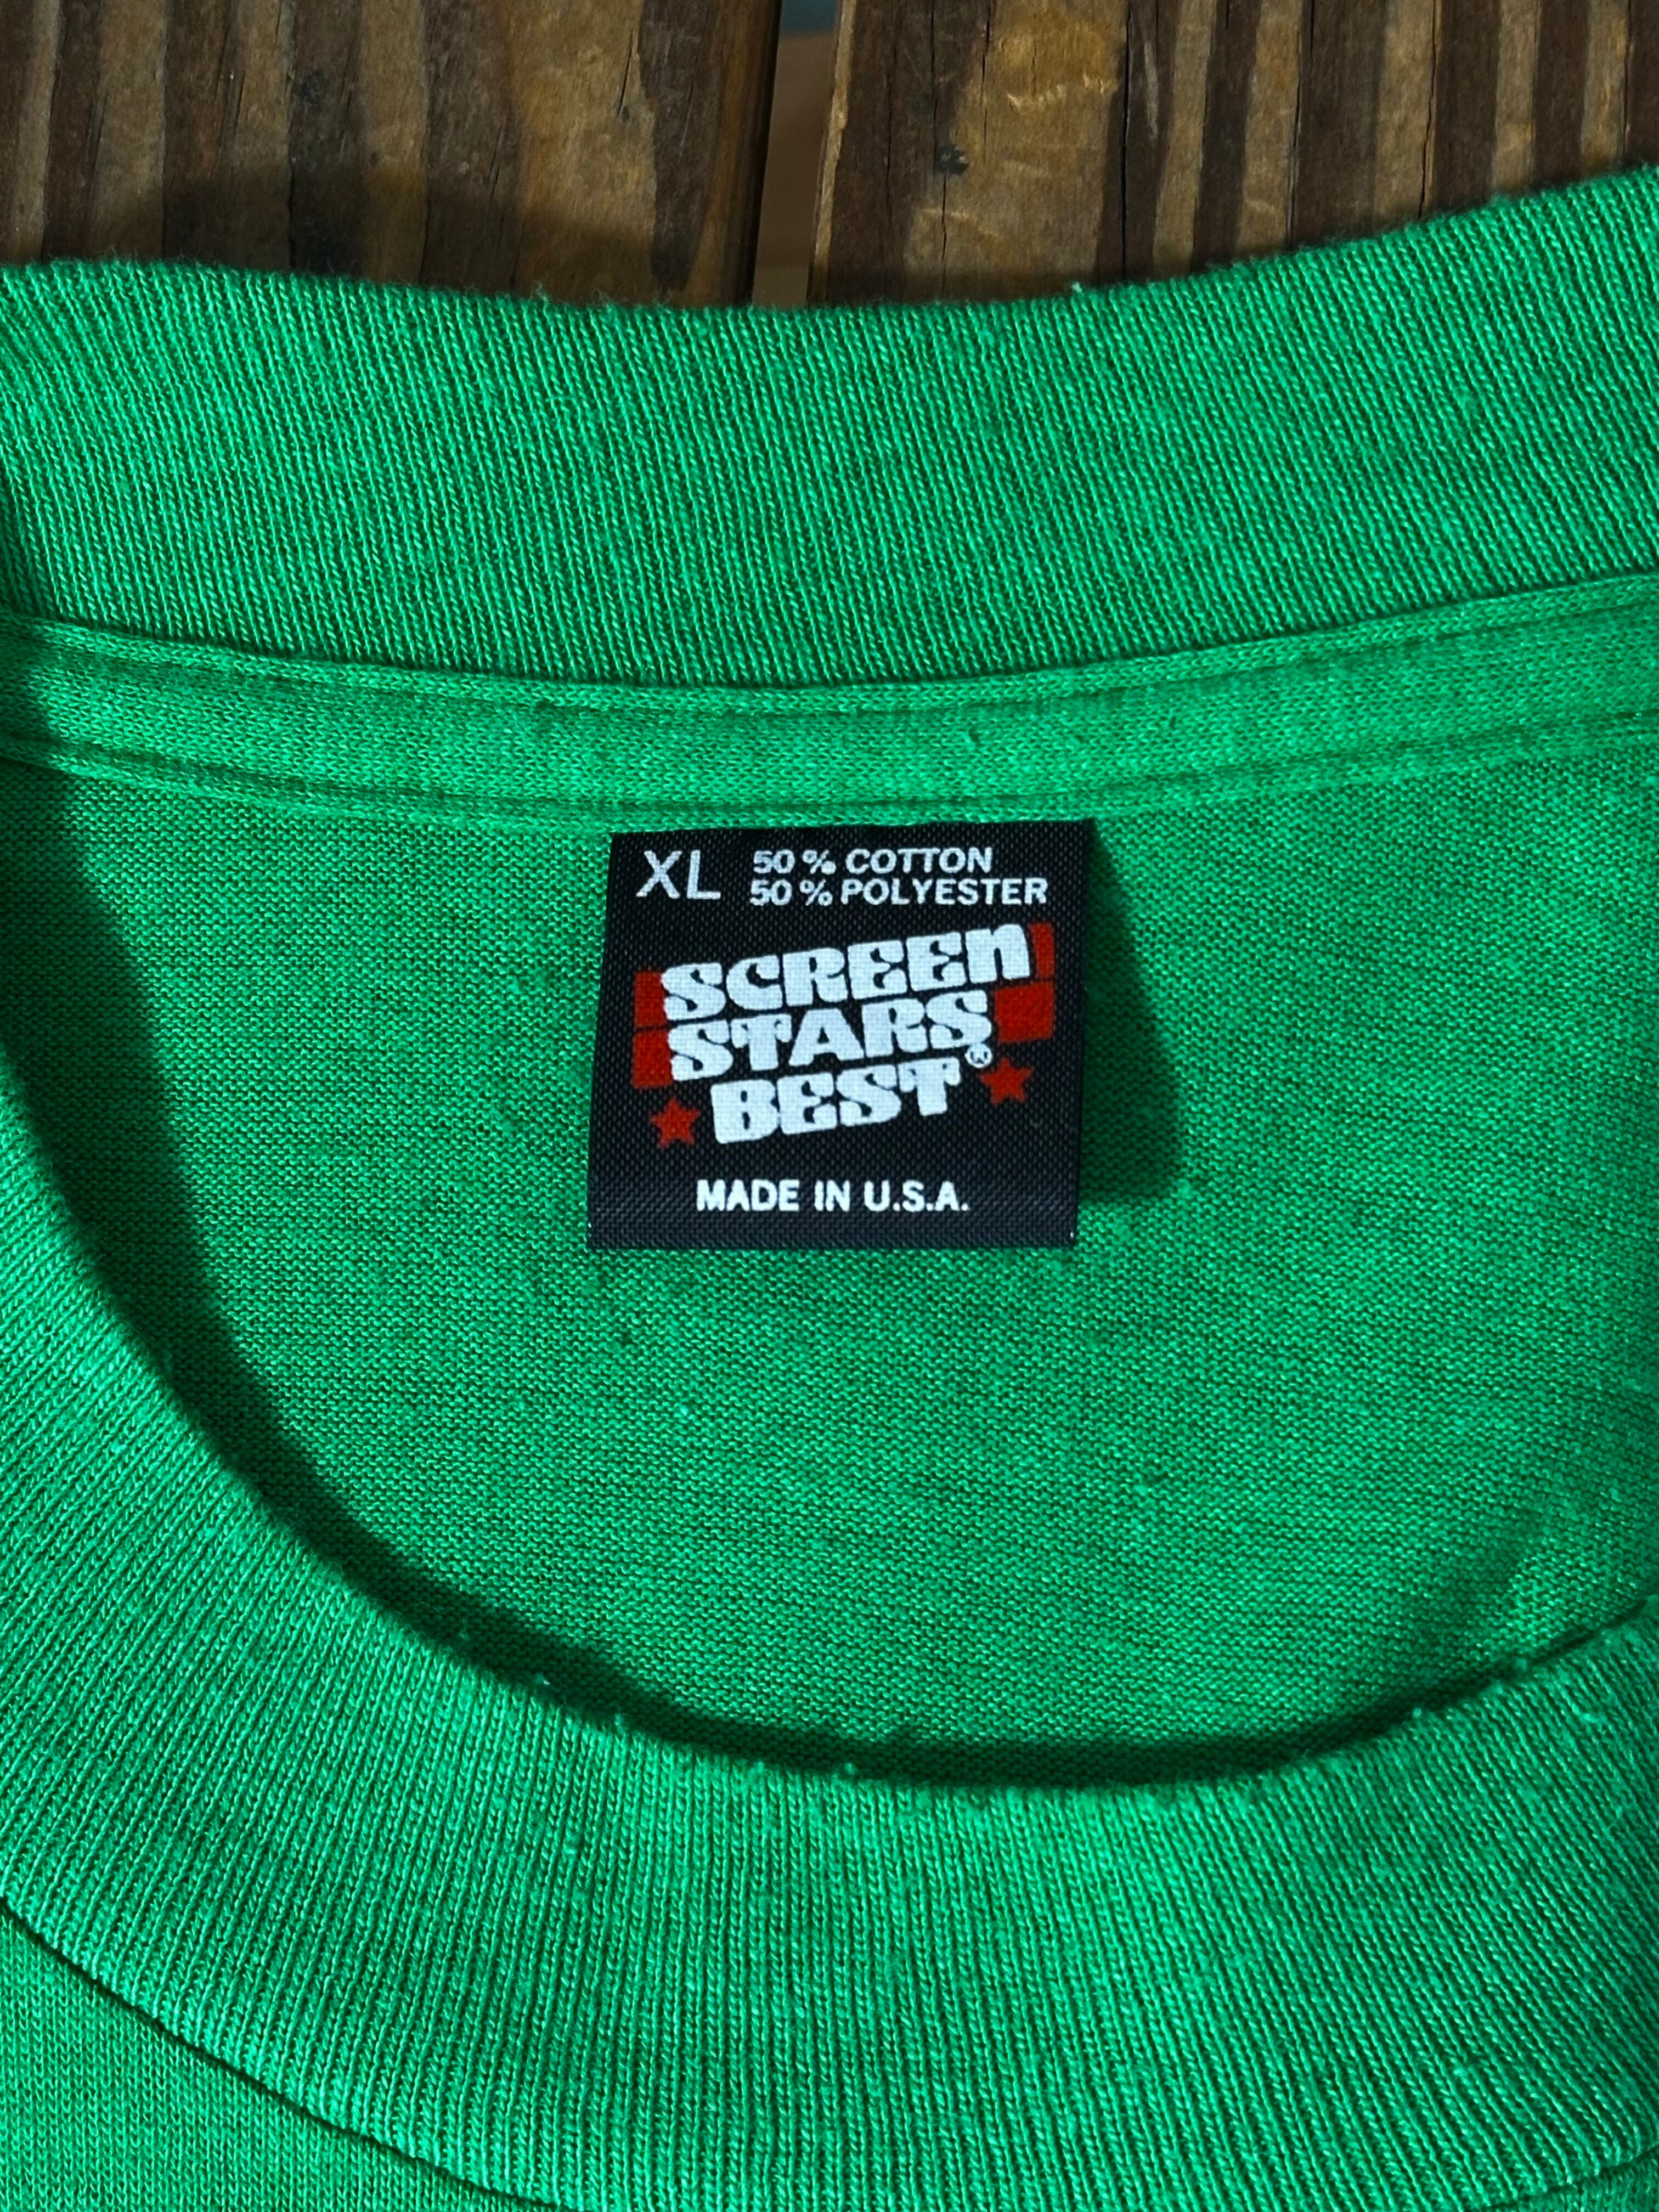 XL 50% COTTON
50% POLYESTER
SCREEN
STARS
BEST®
MADE IN U.S.A.